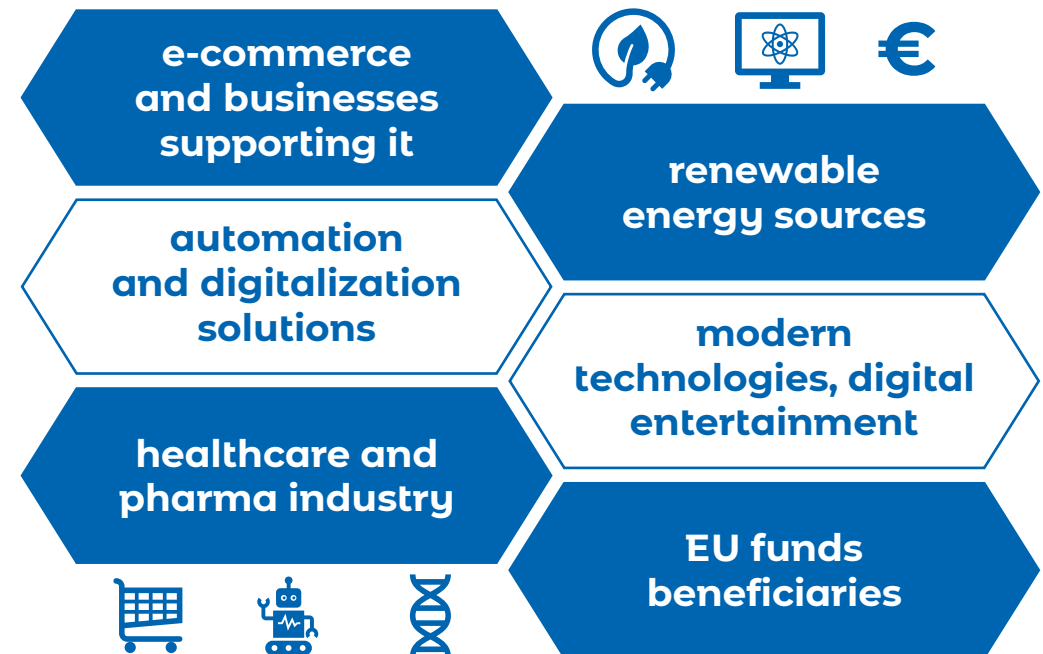 e-commerce
and businesses
supporting it
automation
and digitalization
solutions
healthcare and
pharma industry
€
renewable
energy sources
modern
technologies, digital
entertainment
EU funds
beneficiaries